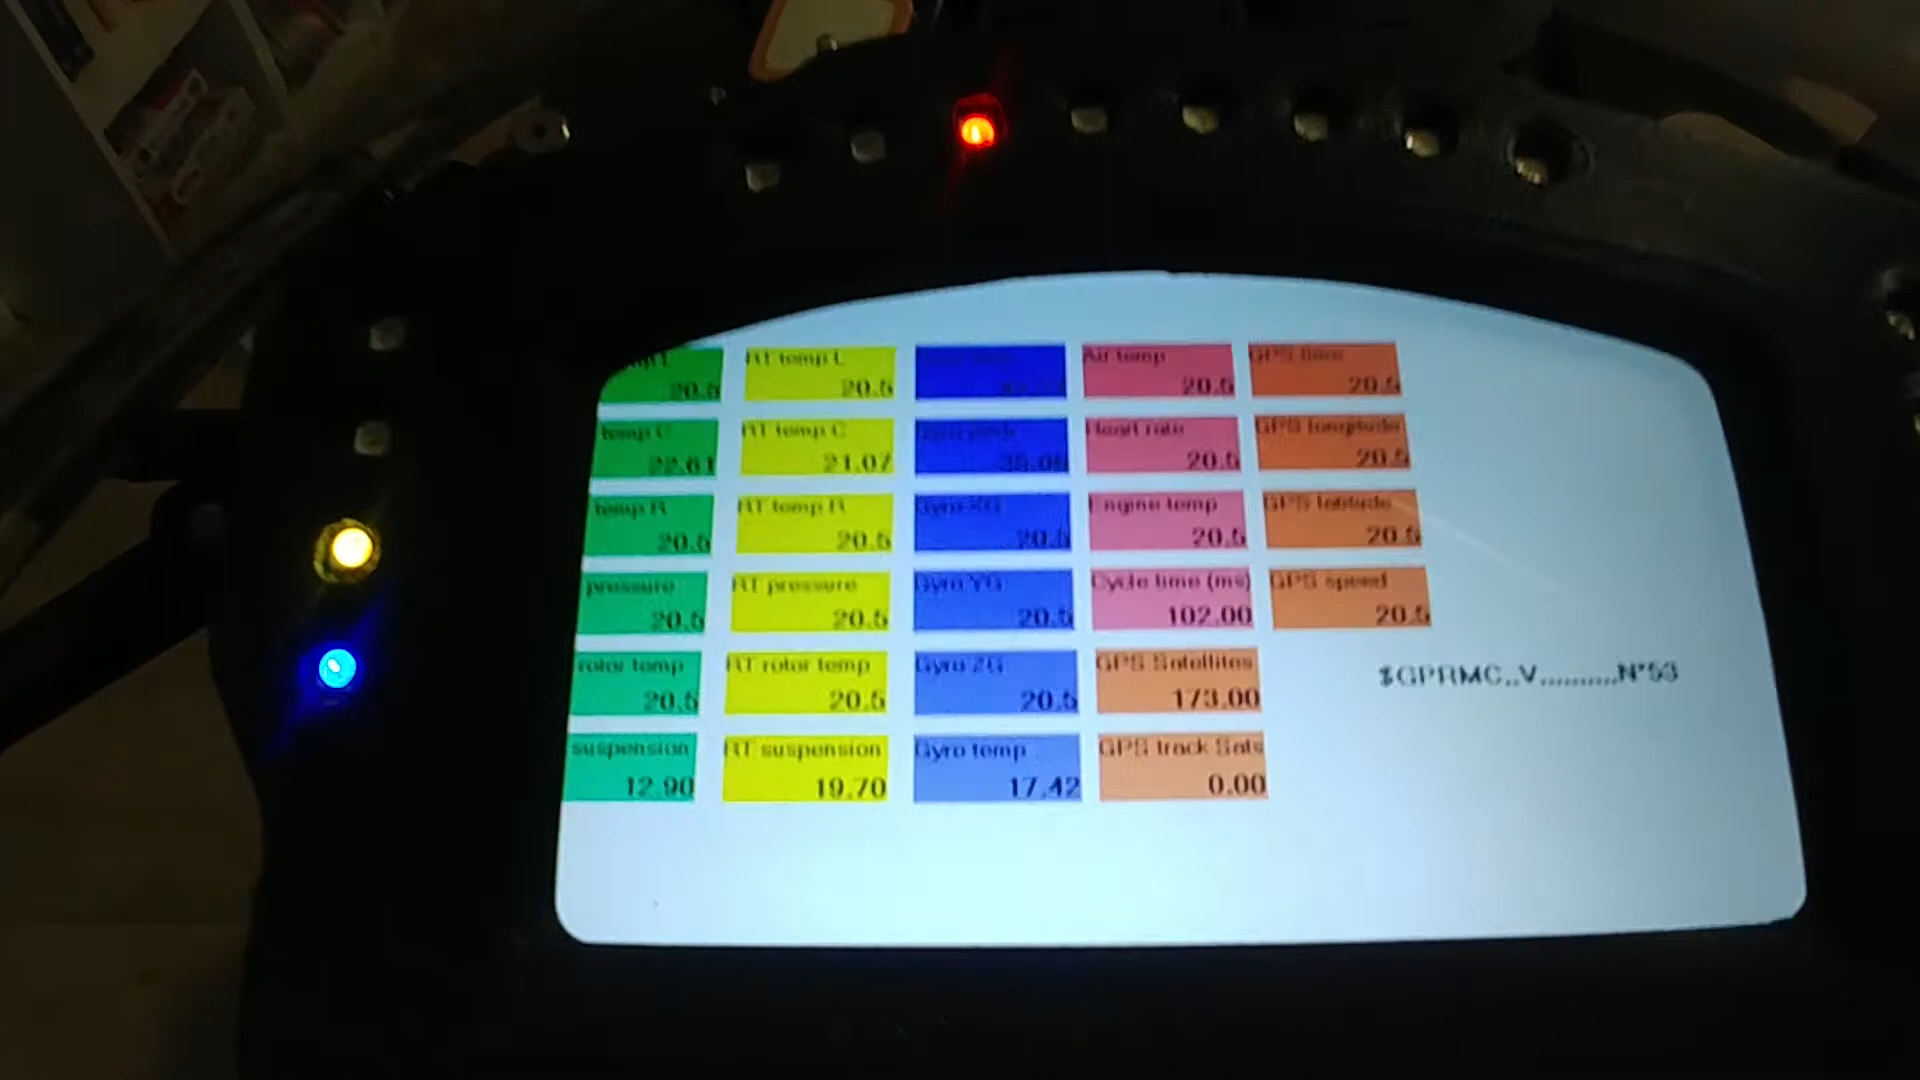 RT temp L Air temp GPS time
20.5 20.5 20.5 20.5
temp C RT temp C Heart rate GPS longitude
22.61 21.07 20.5 20.5
temp R RT temp R Gyro XG Engine temp GPS latitude
20.5 20.5 20.5 20.5 20.5
pressure RT pressure Gyro YG Cycle time (ms) GPS speed
20.5 20.5 20.5 102.00 20.5
rotor temp RT rotor temp Gyro ZG GPS Satellites
20.5 20.5 20.5 173.00
$GPRMC,,V,,,,,,,,,,N*53
suspension RT suspension Gyro temp GPS track Sats
12.90 19.70 17.42 0.00